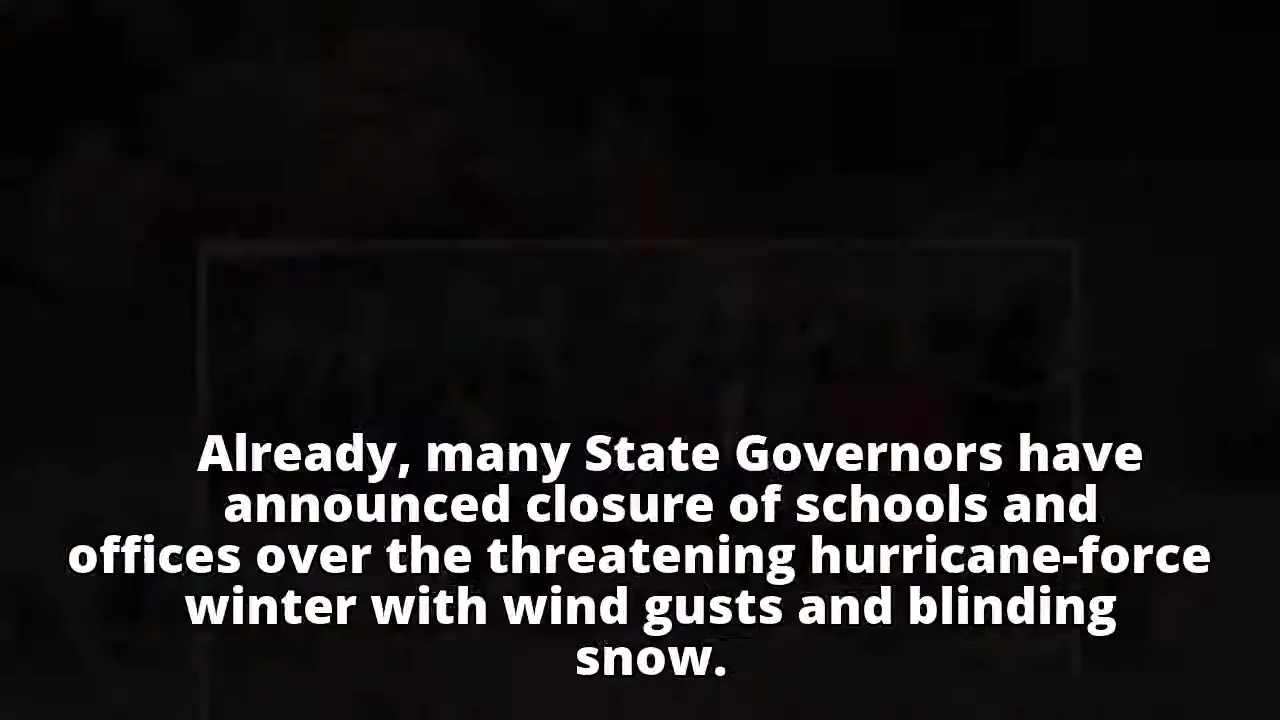 Already, many State Governors have
announced closure of schools and
offices over the threatening hurricane-force
winter with wind gusts and blinding
snow.